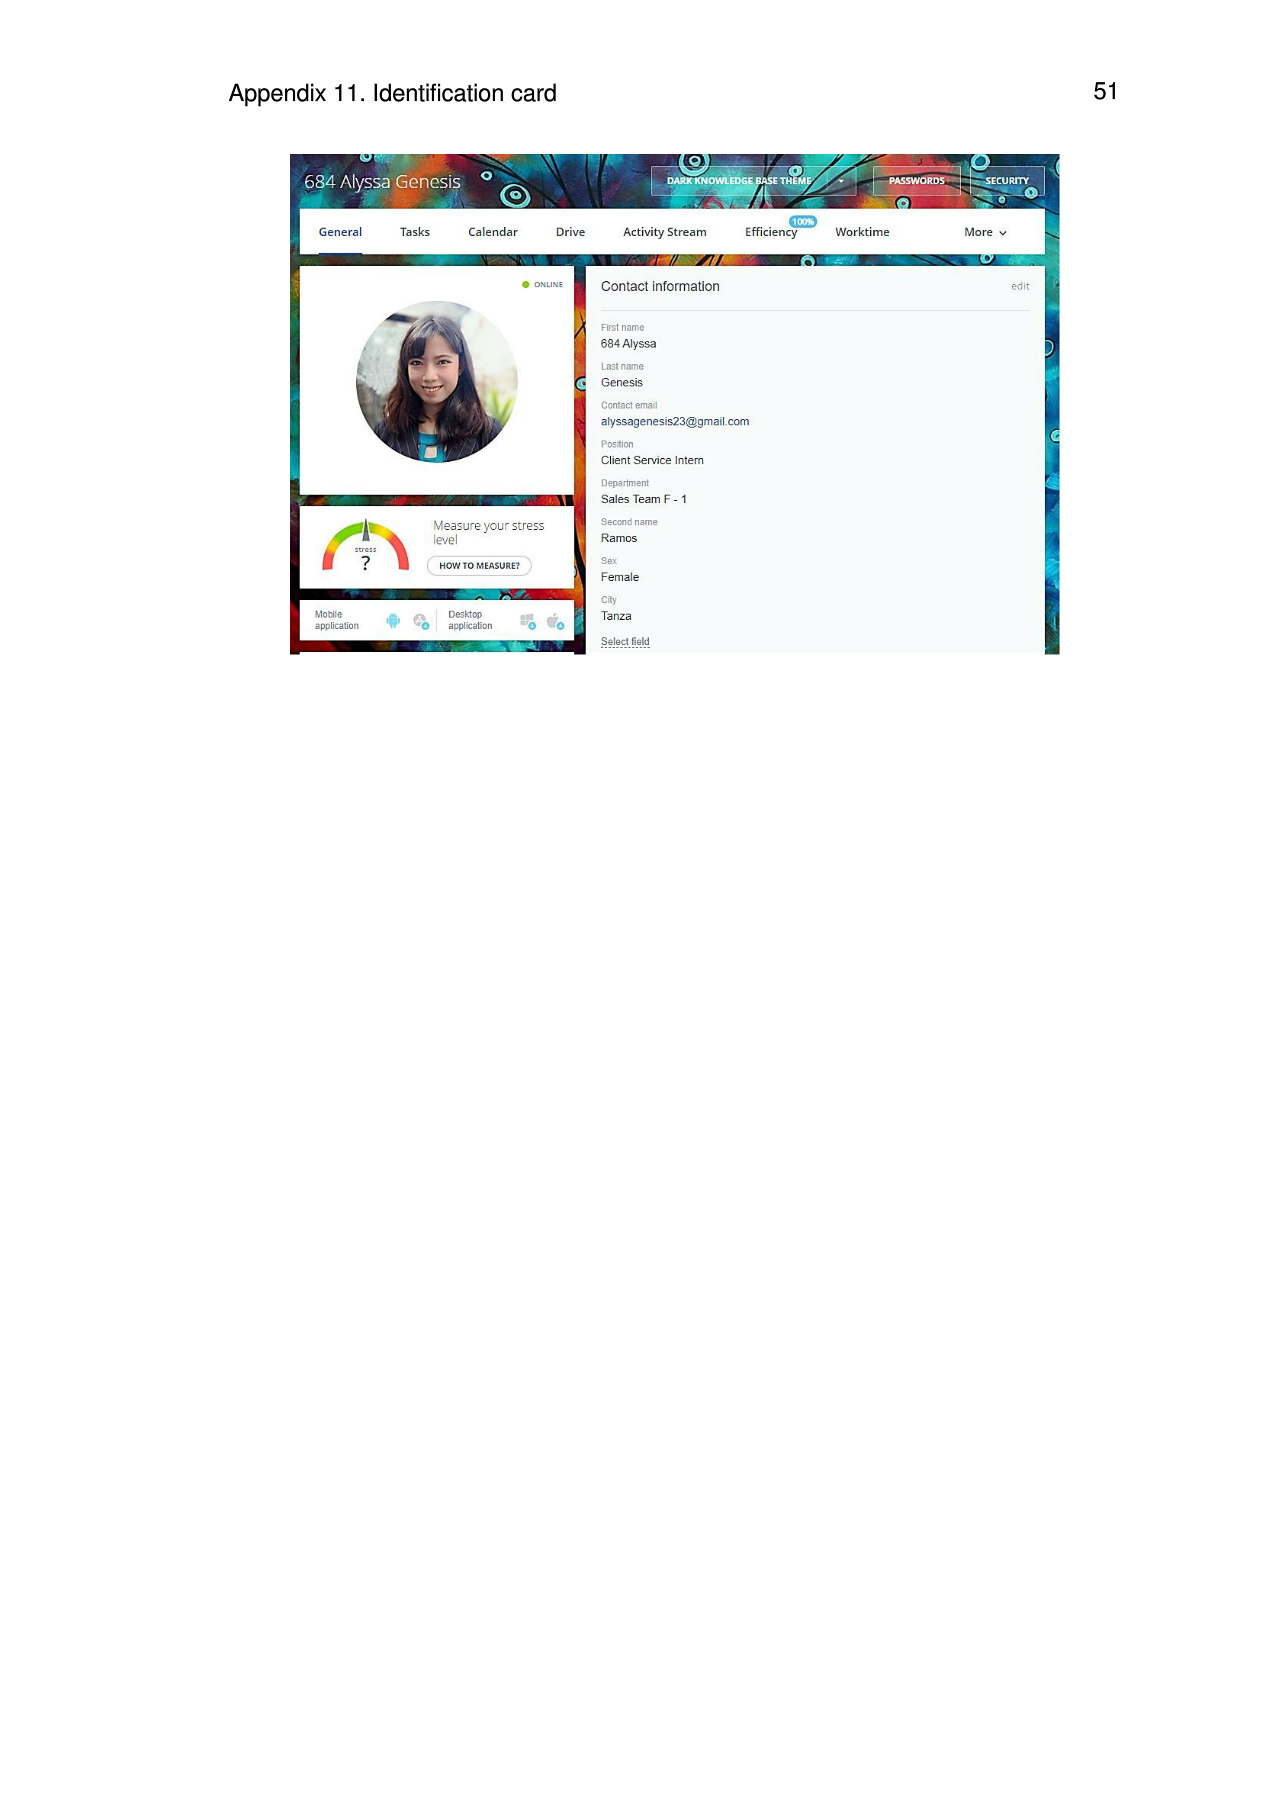 Appendix 11. Identification card
51
684 Alyssa Genesis
DARK KNOWLEDGE BASE THEME
PASSWORDS
SECURITY
General
Tasks
Calendar
Drive
Activity Stream
Efficiency
100%
Worktime
More
ONLINE
Measure your stress
level
stress
?
HOW TO MEASURE?
Mobile
application
Desktop
application
Contact information
edit
First name
684 Alyssa
Last name
Genesis
Contact email
alyssagenesis23@gmail.com
Position
Client Service Intern
Department
Sales Team F - 1
Second name
Ramos
Sex
Female
City
Tanza
Select field